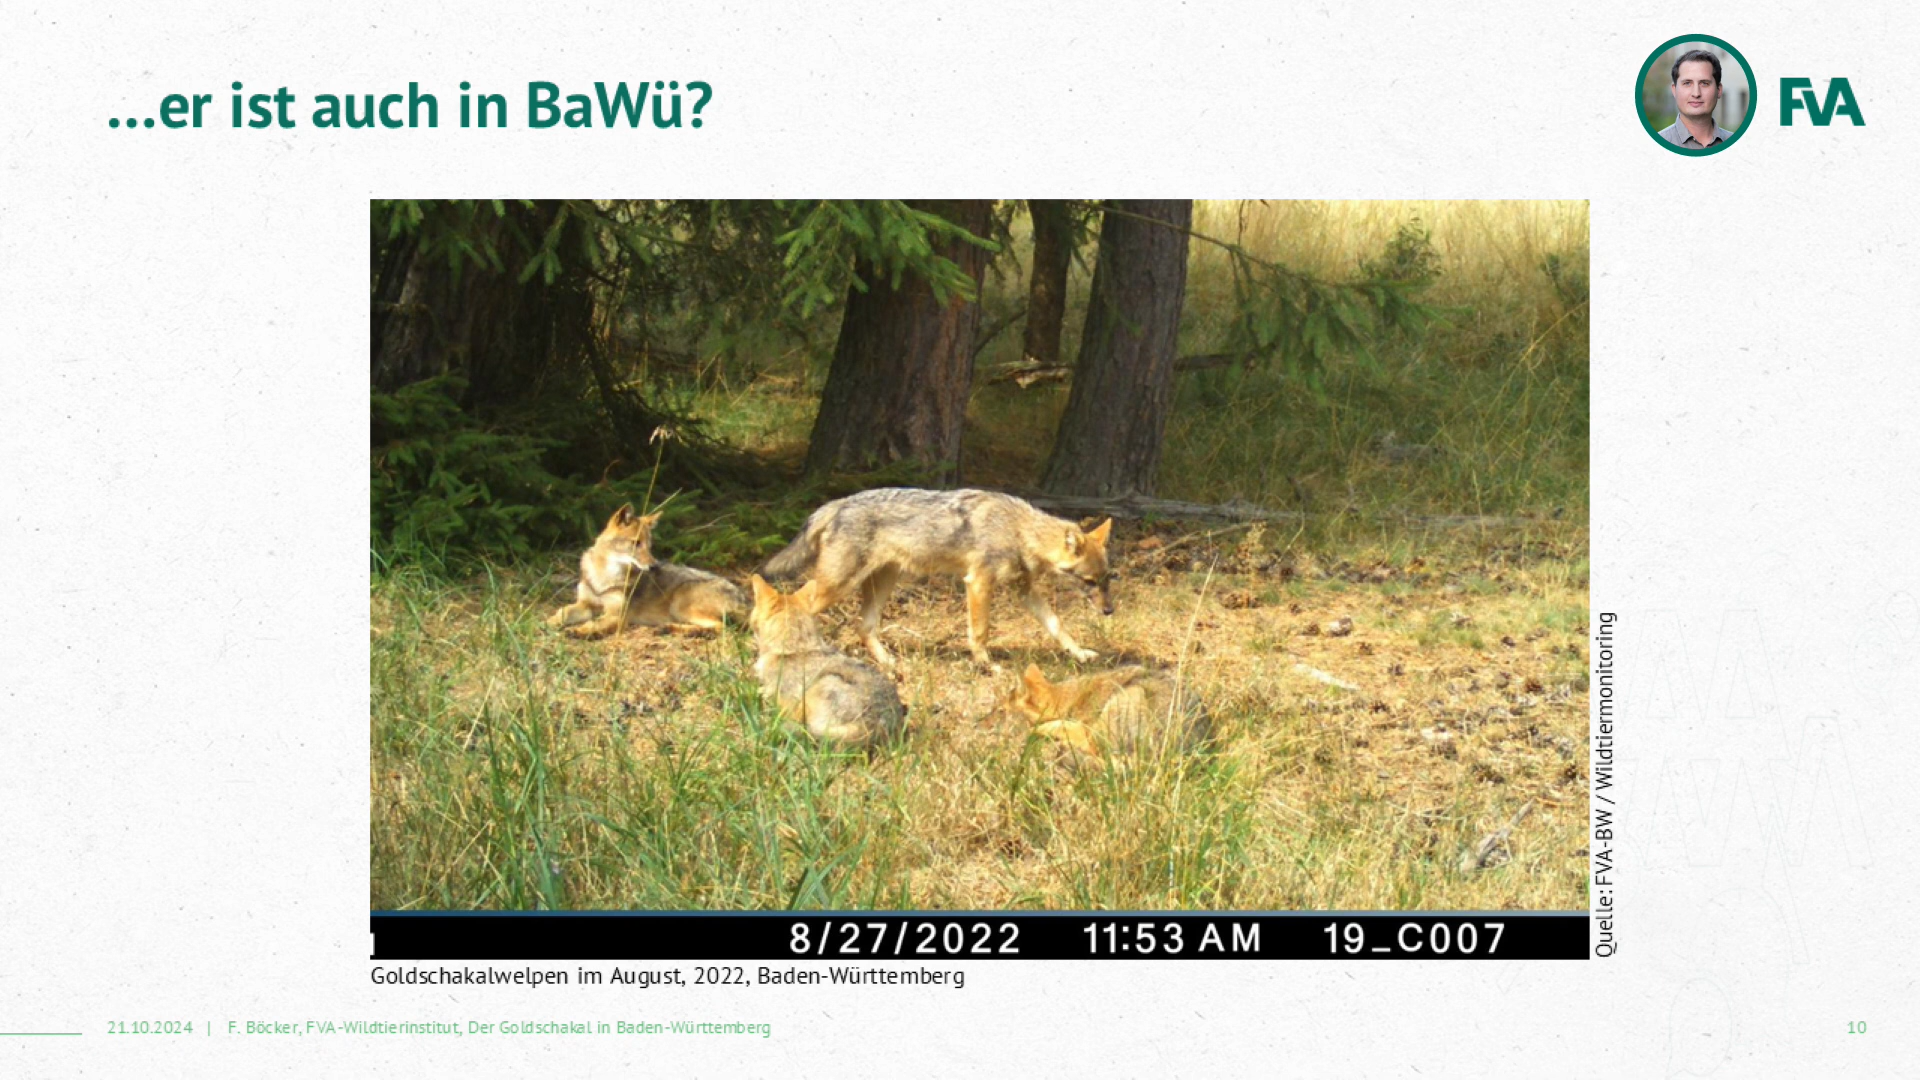 ...er ist auch in BaWü?
FVA
8/27/2022 11:53 AM 19_C007
Quelle: FVA-BW / Wildtiermonitoring
Goldschakalwelpen im August, 2022, Baden-Württemberg
21.10.2024 | F. Böcker, FVA-Wildtierinstitut, Der Goldschakal in Baden-Württemberg
10